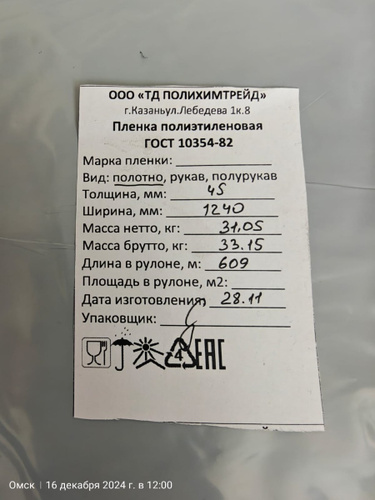 ООО «ТД ПОЛИХИМТРЕЙД»
г.Казаньул.Лебедева 1к.8
Пленка полиэтиленовая
ГОСТ 10354-82
Марка пленки:
Вид: полотно, рукав, полурукав
Толщина, мм: 45
Ширина, мм: 1240
Масса нетто, кг: 31,05
Масса брутто, кг: 33.15
Длина в рулоне, м: 609
Площадь в рулоне, м2:
Дата изготовления: 28.11
Упаковщик:
4 EAC
Омск | 16 декабря 2024 г. в 12:00